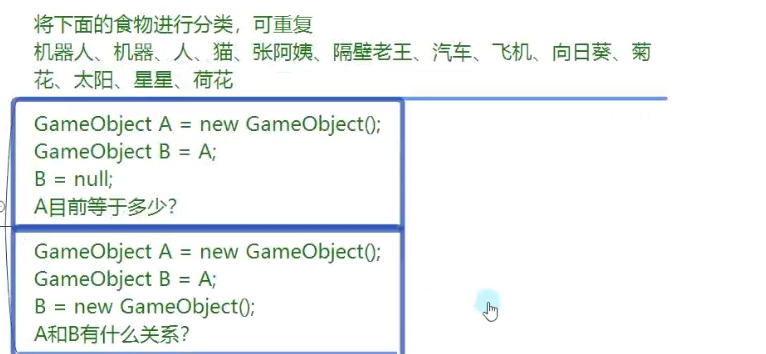 将下面的食物进行分类，可重复
机器人、机器、人、猫、张阿姨、隔壁老王、汽车、飞机、向日葵、菊
花、太阳、星星、荷花
GameObject A = new GameObject();
GameObject B = A;
B = null;
A目前等于多少？
GameObject A = new GameObject();
GameObject B = A;
B = new GameObject();
A和B有什么关系？